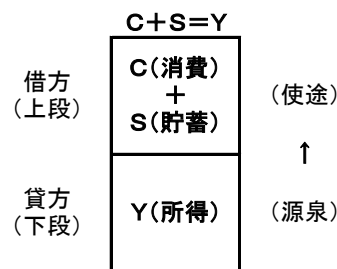 C+S=Y
借方
(上段)
C(消費)
+
S(貯蓄)
(使途)
↑
貸方
(下段)
Y(所得)
(源泉)